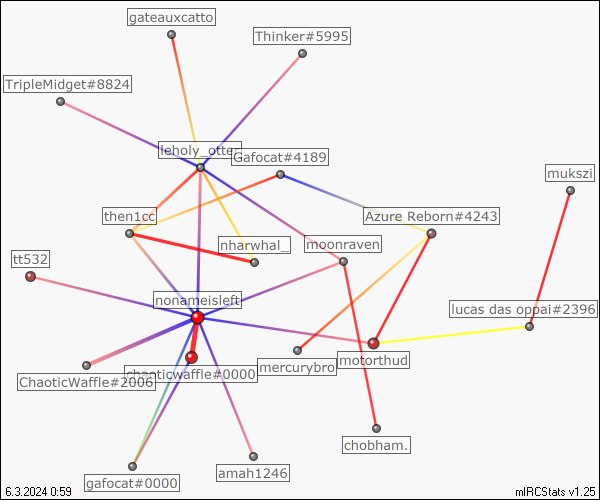 gateauxcatto
Thinker#5995
TripleMidget#8824
leholy_otte
Gafocat#4189
mukszi
then1cc
Azure Reborn#4243
nharwhal_
moonraven
tt532
nonameisleft
lucas das oppai#2396
motorthud
mercurybro
chaoticwaffle#0000
ChaoticWaffle#2006
chobham.
amah1246
gafocat#0000
6.3.2024 0:59
mIRCStats v1.25